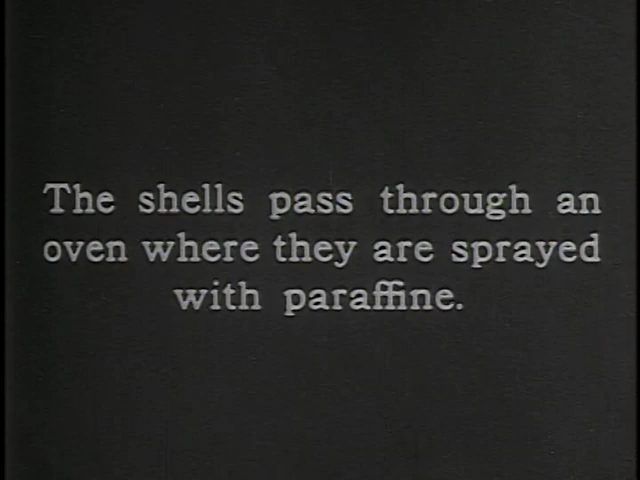 The shells pass through an
oven where they are sprayed
with paraffine.